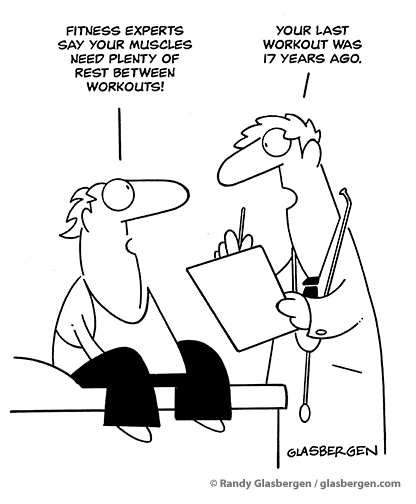 FITNESS EXPERTS
SAY YOUR MUSCLES
NEED PLENTY OF
REST BETWEEN
WORKOUTS!
YOUR LAST
WORKOUT WAS
17 YEARS AGO.
GLASBERGEN
© Randy Glasbergen / glasbergen.com